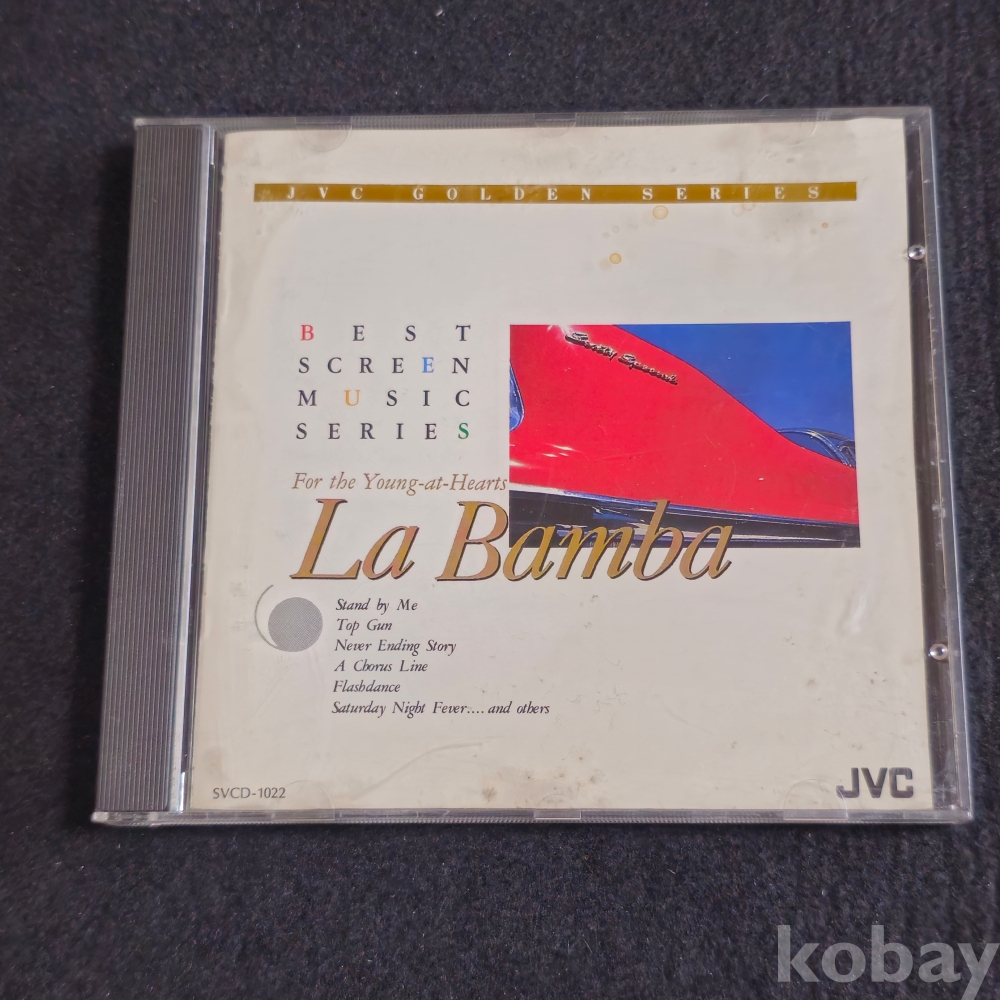 JVC GOLDEN SERIES
BEST
SCREEN
MUSIC
SERIES
For the Young-at-Hearts
La Bamba
Stand by Me
Top Gun
Never Ending Story
A Chorus Line
Flashdance
Saturday Night Fever....and others
SVCD-1022
JVC
kobay